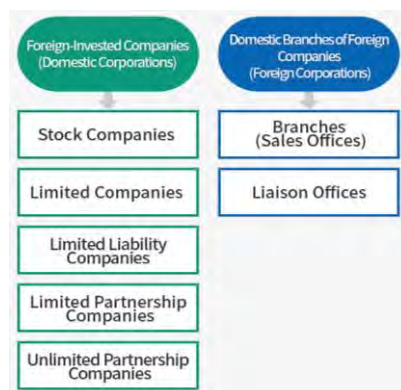 Foreign-Invested Companies
(Domestic Corporations)
Stock Companies
Limited Companies
Limited Liability
Companies
Limited Partnership
Companies
Unlimited Partnership
Companies
Domestic Branches of Foreign
Companies
(Foreign Corporations)
Branches
(Sales Offices)
Liaison Offices